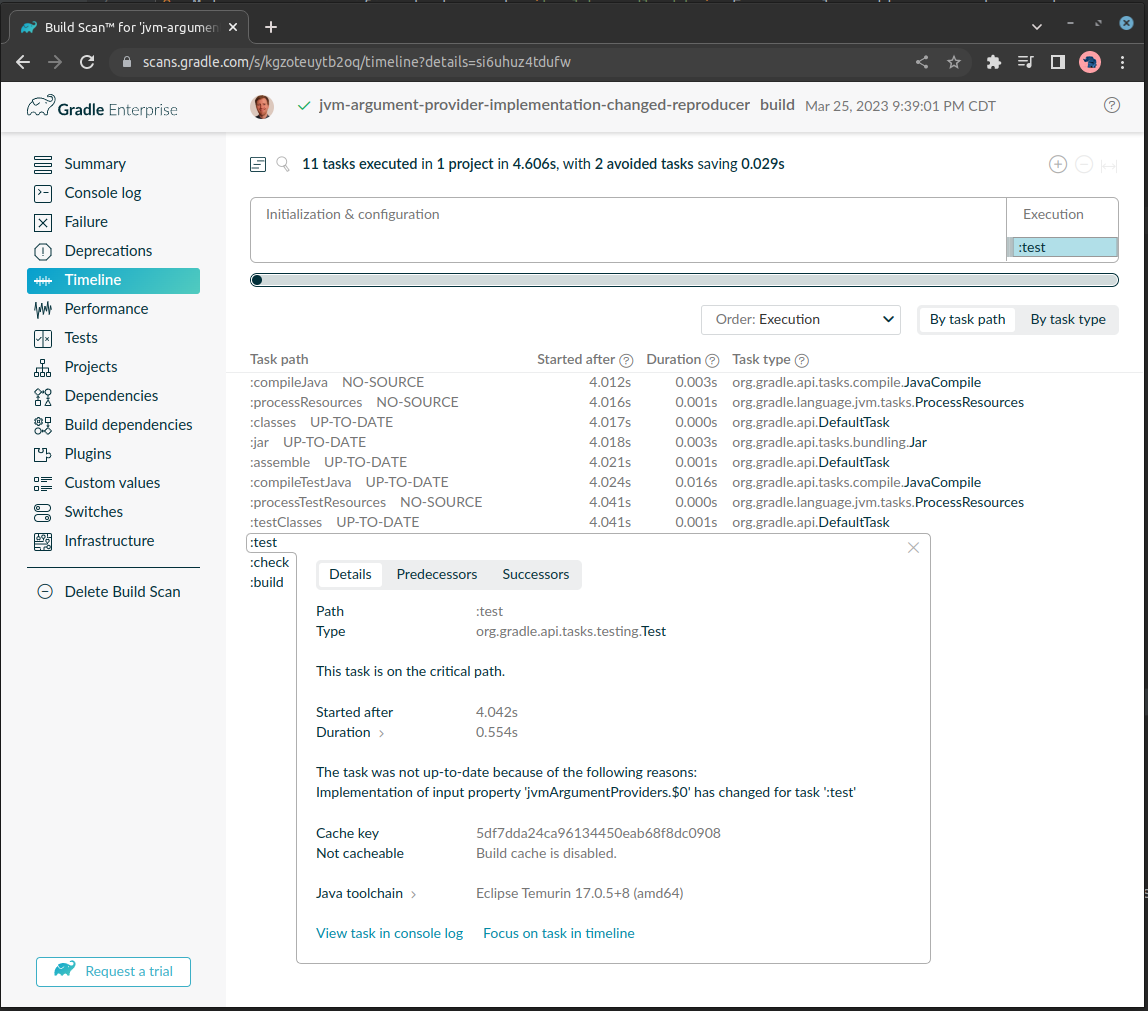 Build Scan™ for 'jvm-argumen
scans.gradle.com/s/kgzoteuytb2oq/timeline?details=si6uhuz4tdufw
Gradle Enterprise
jvm-argument-provider-implementation-changed-reproducer build Mar 25, 2023 9:39:01 PM CDT
Summary
Console log
Failure
Deprecations
Timeline
Performance
Tests
Projects
Dependencies
Build dependencies
Plugins
Custom values
Switches
Infrastructure
Delete Build Scan
Request a trial
11 tasks executed in 1 project in 4.606s, with 2 avoided tasks saving 0.029s
Initialization & configuration
Execution
:test
Order: Execution
By task path By task type
Task path Started after Duration Task type
:compileJava NO-SOURCE 4.012s 0.003s org.gradle.api.tasks.compile.JavaCompile
:processResources NO-SOURCE 4.016s 0.001s org.gradle.language.jvm.tasks.ProcessResources
:classes UP-TO-DATE 4.017s 0.000s org.gradle.api.DefaultTask
:jar UP-TO-DATE 4.018s 0.003s org.gradle.api.tasks.bundling.Jar
:assemble UP-TO-DATE 4.021s 0.001s org.gradle.api.DefaultTask
:compileTestJava UP-TO-DATE 4.024s 0.016s org.gradle.api.tasks.compile.JavaCompile
:processTestResources NO-SOURCE 4.041s 0.000s org.gradle.language.jvm.tasks.ProcessResources
:testClasses UP-TO-DATE 4.041s 0.001s org.gradle.api.DefaultTask
:test
:check
:build
Details Predecessors Successors
Path :test
Type org.gradle.api.tasks.testing.Test
This task is on the critical path.
Started after 4.042s
Duration 0.554s
The task was not up-to-date because of the following reasons:
Implementation of input property 'jvmArgumentProviders.$0' has changed for task ':test'
Cache key 5df7dda24ca96134450eab68f8dc0908
Not cacheable Build cache is disabled.
Java toolchain Eclipse Temurin 17.0.5+8 (amd64)
View task in console log Focus on task in timeline